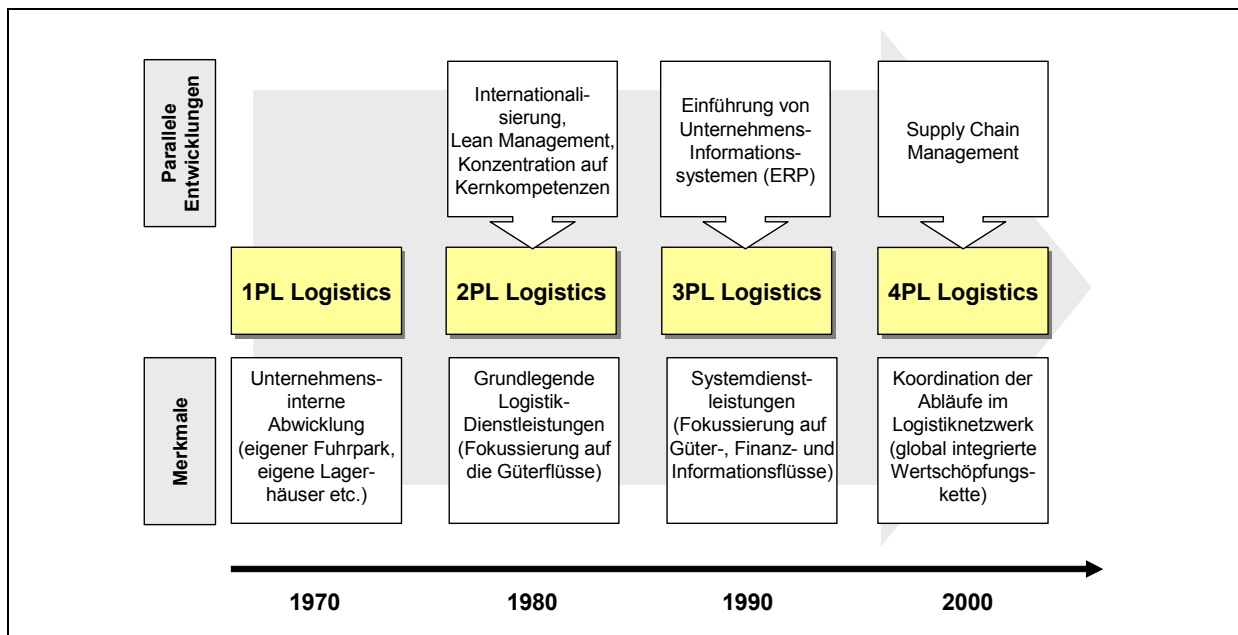 Parallele
Entwicklungen
Internationali-
sierung,
Lean Management,
Konzentration auf
Kernkompetenzen
Einführung von
Unternehmens-
Informations-
systemen (ERP)
Supply Chain
Management
1PL Logistics
2PL Logistics
3PL Logistics
4PL Logistics
Merkmale
Unternehmens-
interne
Abwicklung
(eigener Fuhrpark,
eigene Lager-
häuser etc.)
Grundlegende
Logistik-
Dienstleistungen
(Fokussierung auf
die Güterflüsse)
Systemdienst-
leistungen
(Fokussierung auf
Güter-, Finanz- und
Informationsflüsse)
Koordination der
Abläufe im
Logistiknetzwerk
(global integrierte
Wertschöpfungs-
kette)
1970
1980
1990
2000